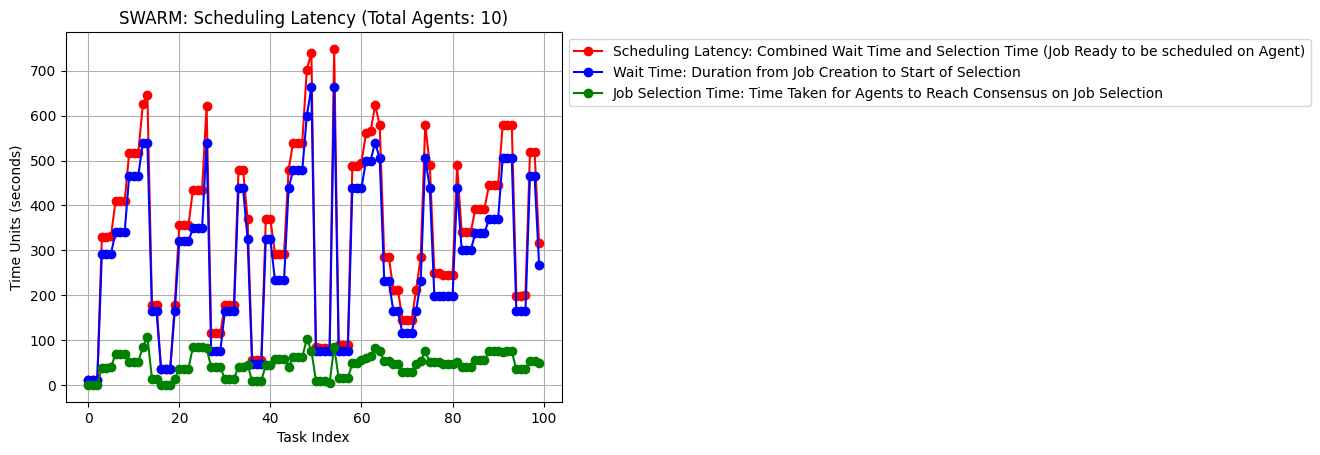 SWARM: Scheduling Latency (Total Agents: 10)
Scheduling Latency: Combined Wait Time and Selection Time (Job Ready to be scheduled on Agent)
Wait Time: Duration from Job Creation to Start of Selection
Job Selection Time: Time Taken for Agents to Reach Consensus on Job Selection
Time Units (seconds)
700
600
500
400
300
200
100
0
0 20 40 60 80 100
Task Index